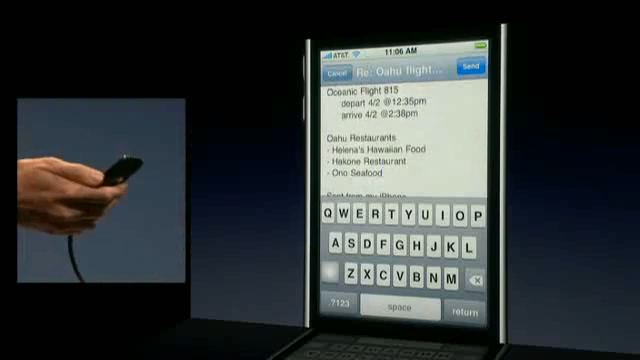 AT&T 11:06 AM
Cancel Re: Oahu flight... Send
Oceanic Flight 815
depart 4/2 @12:35pm
arrive 4/2 @2:38pm
Oahu Restaurants
- Helena's Hawaiian Food
- Hakone Restaurant
- Ono Seafood
Sent from my iPhone
Q W E R T Y U I O P
A S D F G H J K L
Z X C V B N M
.?123 space return